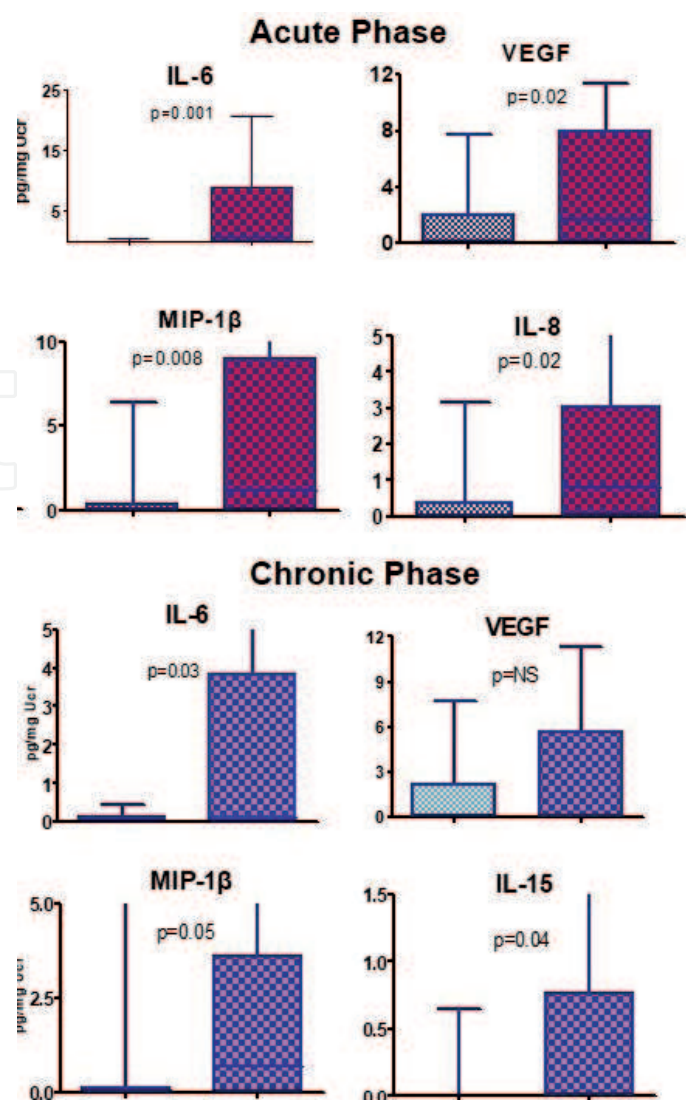 Acute Phase
IL-6
VEGF
p=0.001
p=0.02
25
15
5
pg/mg Ucr
12
8
4
0
MIP-1β
IL-8
p=0.008
p=0.02
10
5
0
5
4
3
2
1
0
Chronic Phase
IL-6
VEGF
p=0.03
p=NS
5
4
3
2
1
0
pg/mg Ucr
12
9
6
3
0
MIP-1β
IL-15
p=0.05
p=0.04
5.0
2.5
0.0
pg/mg Ucr
1.5
1.0
0.5
0.0